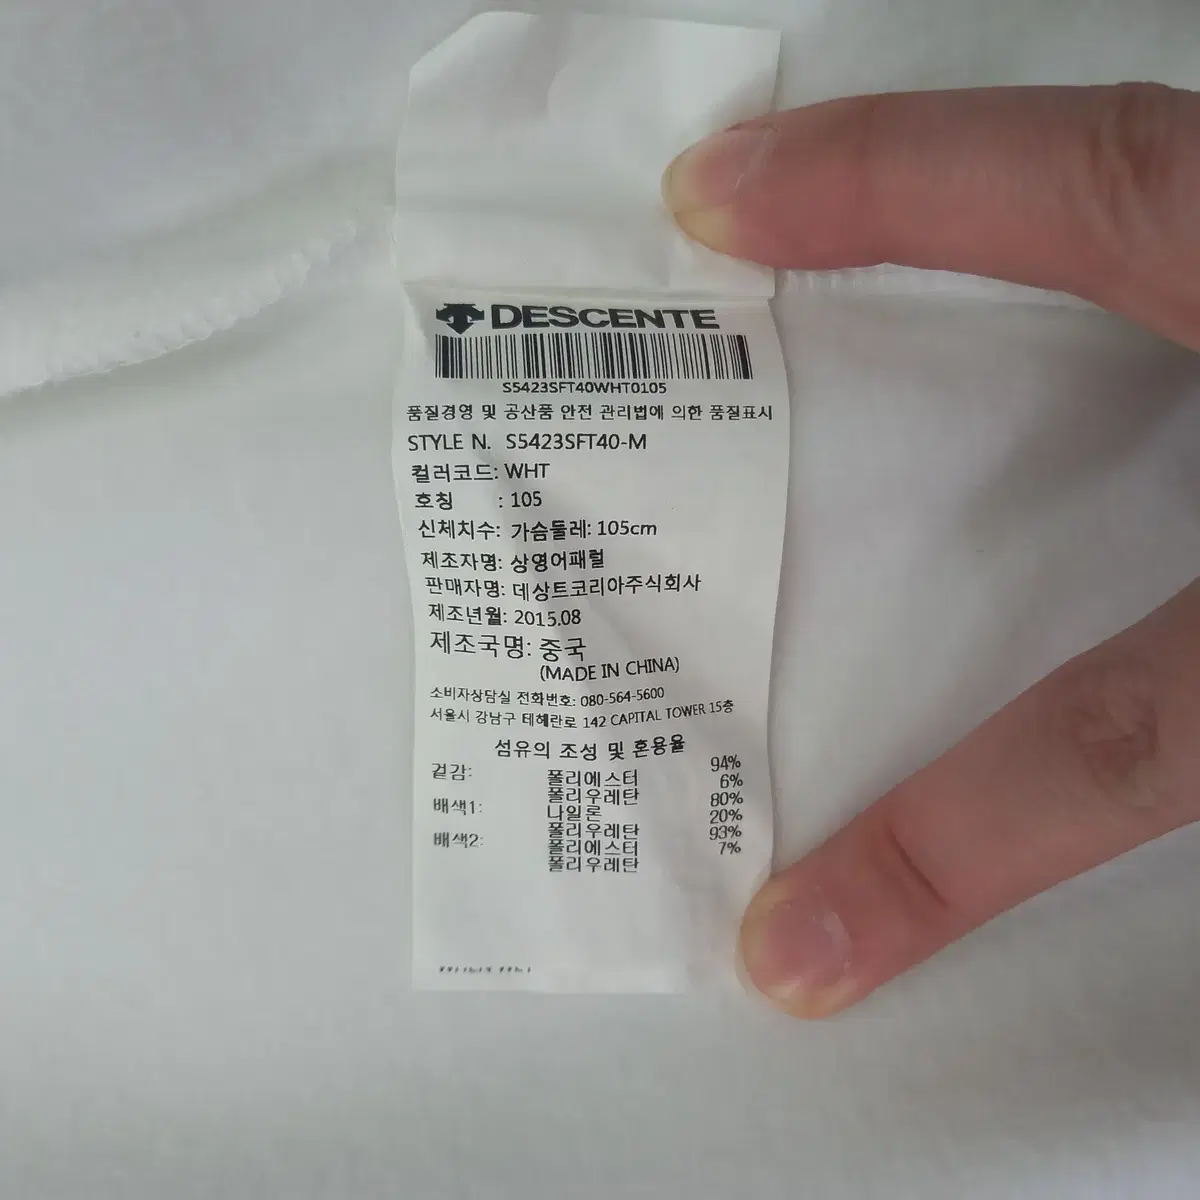 DESCENTE
S5423SFT40WHT0105
품질경영 및 공산품 안전 관리법에 의한 품질표시
STYLE N. S5423SFT40-M
컬러코드: WHT
호칭 : 105
신체치수: 가슴둘레: 105cm
제조자명: 상영어패럴
판매자명: 데상트코리아주식회사
제조년월: 2015.08
제조국명: 중국
(MADE IN CHINA)
소비자상담실 전화번호: 080-564-5600
서울시 강남구 테헤란로 142 CAPITAL TOWER 15층
섬유의 조성 및 혼용율
겉감: 폴리에스터 94%
폴리우레탄 6%
배색1: 나일론 80%
폴리우레탄 20%
배색2: 폴리에스터 93%
폴리우레탄 7%